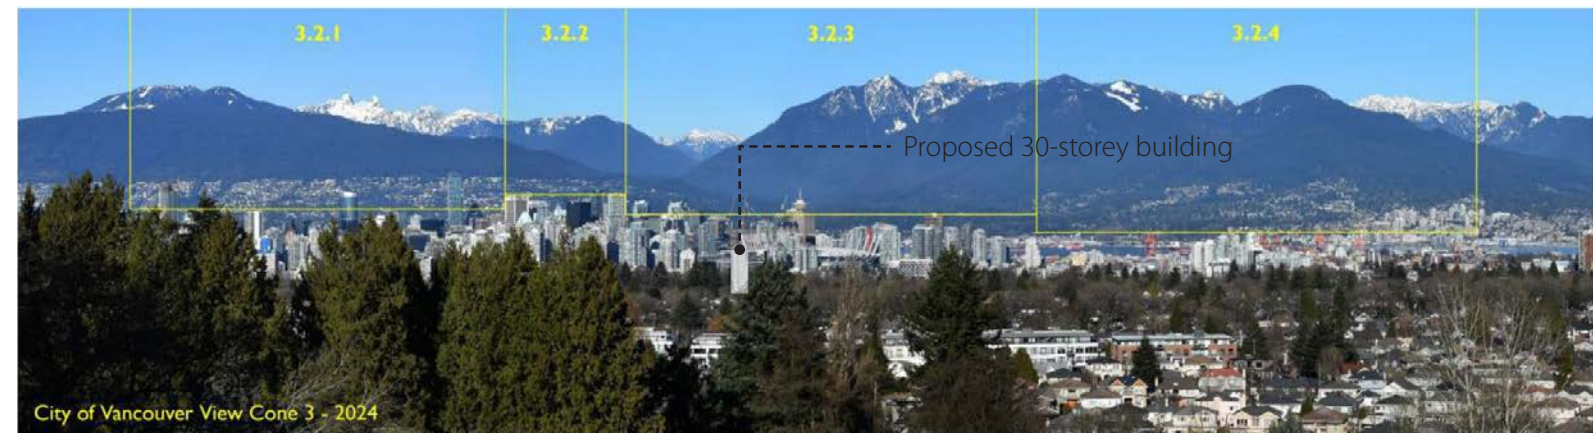 3.2.1
3.2.2
3.2.3
3.2.4
Proposed 30-storey building
City of Vancouver View Cone 3 - 2024